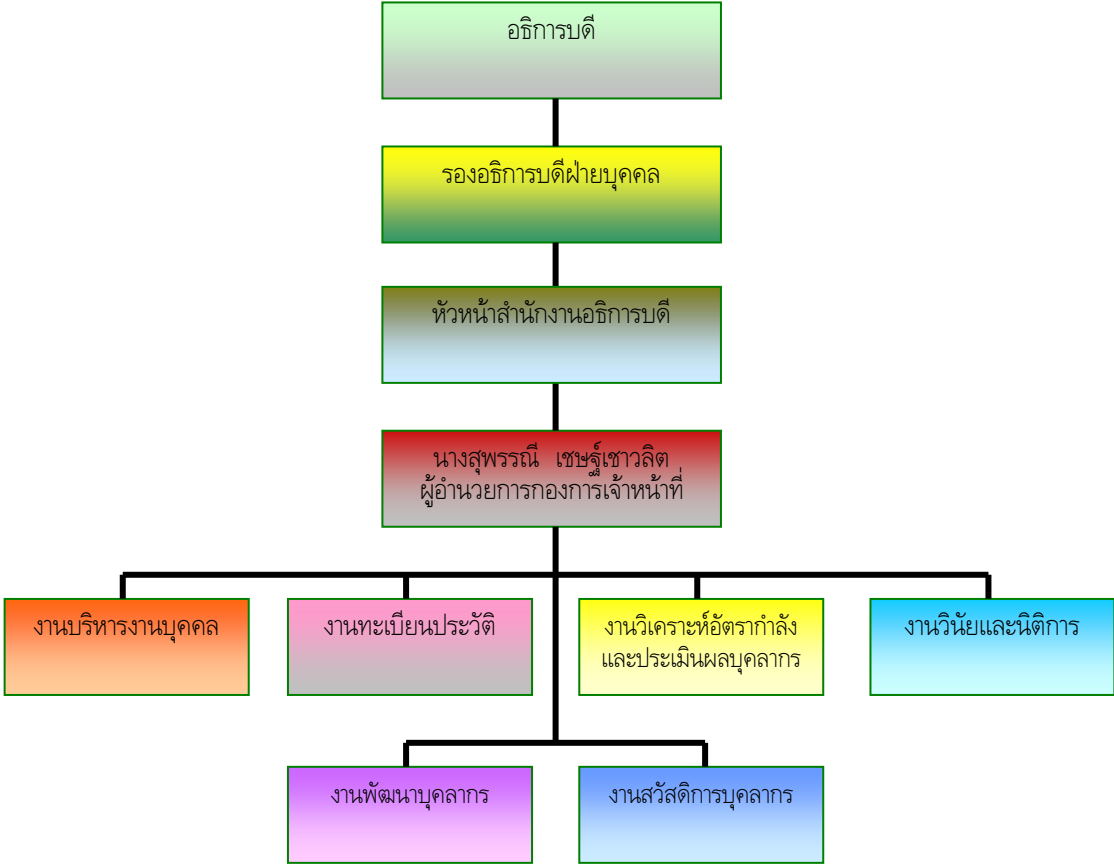 อธิการบดี
รองอธิการบดีฝ่ายบุคคล
หัวหน้าสำนักงานอธิการบดี
นางสุพรรณี เชษฐ์เชาวลิต
ผู้อำนวยการกองการเจ้าหน้าที่
งานบริหารงานบุคคล
งานทะเบียนประวัติ
งานวิเคราะห์อัตรากำลัง
และประเมินผลบุคลากร
งานวินัยและนิติการ
งานพัฒนาบุคลากร
งานสวัสดิการบุคลากร